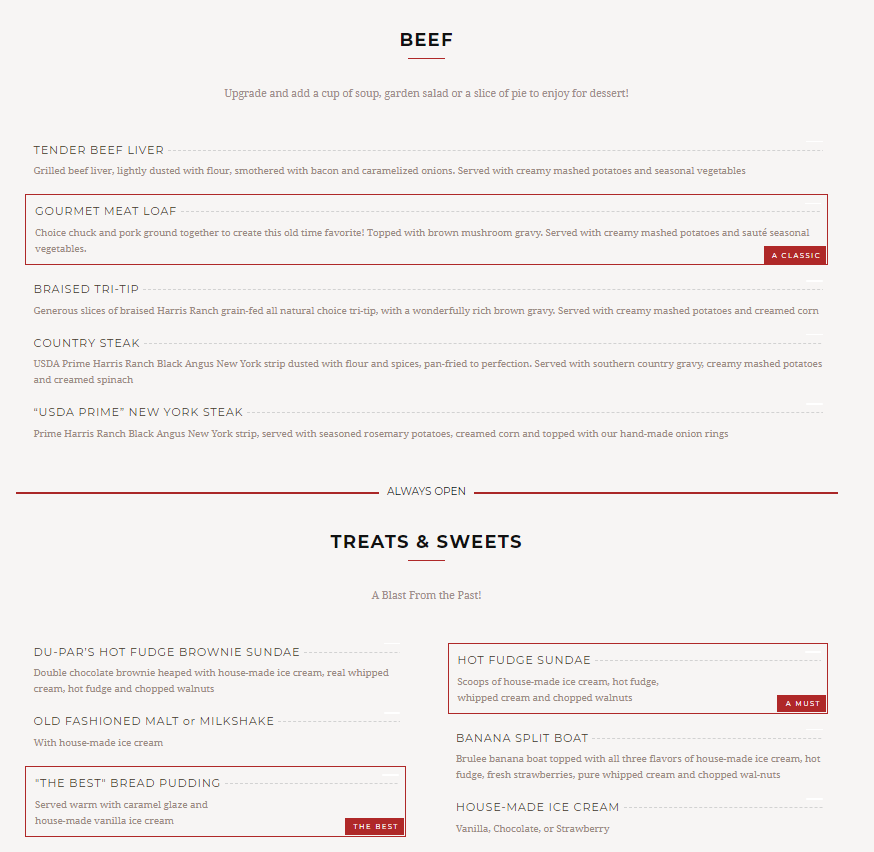 BEEF
Upgrade and add a cup of soup, garden salad or a slice of pie to enjoy for dessert!
TENDER BEEF LIVER
Grilled beef liver, lightly dusted with flour, smothered with bacon and caramelized onions. Served with creamy mashed potatoes and seasonal vegetables
GOURMET MEAT LOAF
Choice chuck and pork ground together to create this old time favorite! Topped with brown mushroom gravy. Served with creamy mashed potatoes and sauté seasonal
vegetables.
A CLASSIC
BRAISED TRI-TIP
Generous slices of braised Harris Ranch grain-fed all natural choice tri-tip, with a wonderfully rich brown gravy. Served with creamy mashed potatoes and creamed corn
COUNTRY STEAK
USDA Prime Harris Ranch Black Angus New York strip dusted with flour and spices, pan-fried to perfection. Served with southern country gravy, creamy mashed potatoes
and creamed spinach
“USDA PRIME” NEW YORK STEAK
Prime Harris Ranch Black Angus New York strip, served with seasoned rosemary potatoes, creamed corn and topped with our hand-made onion rings
ALWAYS OPEN
TREATS & SWEETS
A Blast From the Past!
DU-PAR'S HOT FUDGE BROWNIE SUNDAE
Double chocolate brownie heaped with house-made ice cream, real whipped
cream, hot fudge and chopped walnuts
OLD FASHIONED MALT or MILKSHAKE
With house-made ice cream
"THE BEST" BREAD PUDDING
Served warm with caramel glaze and
house-made vanilla ice cream
THE BEST
HOT FUDGE SUNDAE
Scoops of house-made ice cream, hot fudge,
whipped cream and chopped walnuts
A MUST
BANANA SPLIT BOAT
Brulee banana boat topped with all three flavors of house-made ice cream, hot
fudge, fresh strawberries, pure whipped cream and chopped wal-nuts
HOUSE-MADE ICE CREAM
Vanilla, Chocolate, or Strawberry